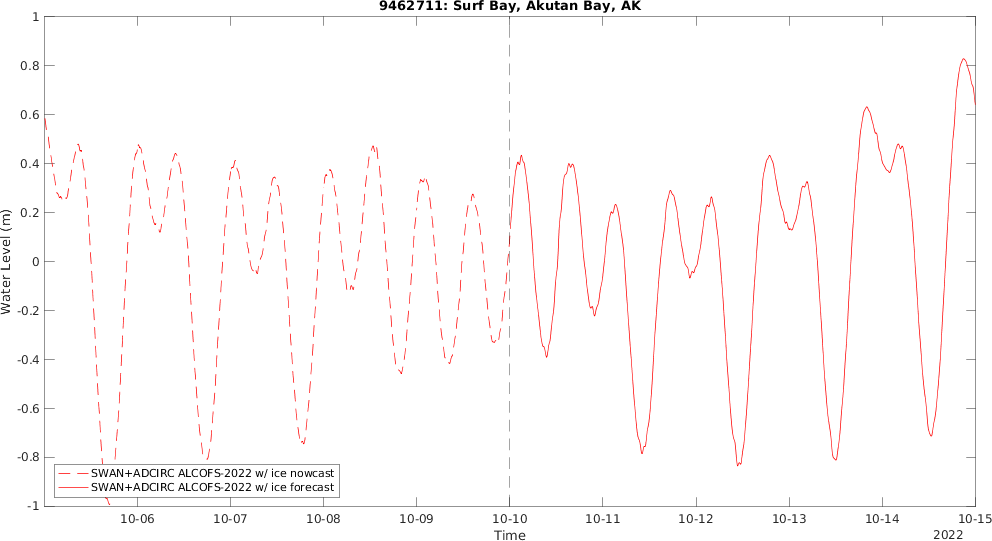 9462711: Surf Bay, Akutan Bay, AK
1
0.8
0.6
0.4
0.2
0
-0.2
-0.4
-0.6
-0.8
-1
Water Level (m)
SWAN+ADCIRC ALCOFS-2022 w/ ice nowcast
SWAN+ADCIRC ALCOFS-2022 w/ ice forecast
10-06 10-07 10-08 10-09 10-10 10-11 10-12 10-13 10-14 10-15
Time
2022